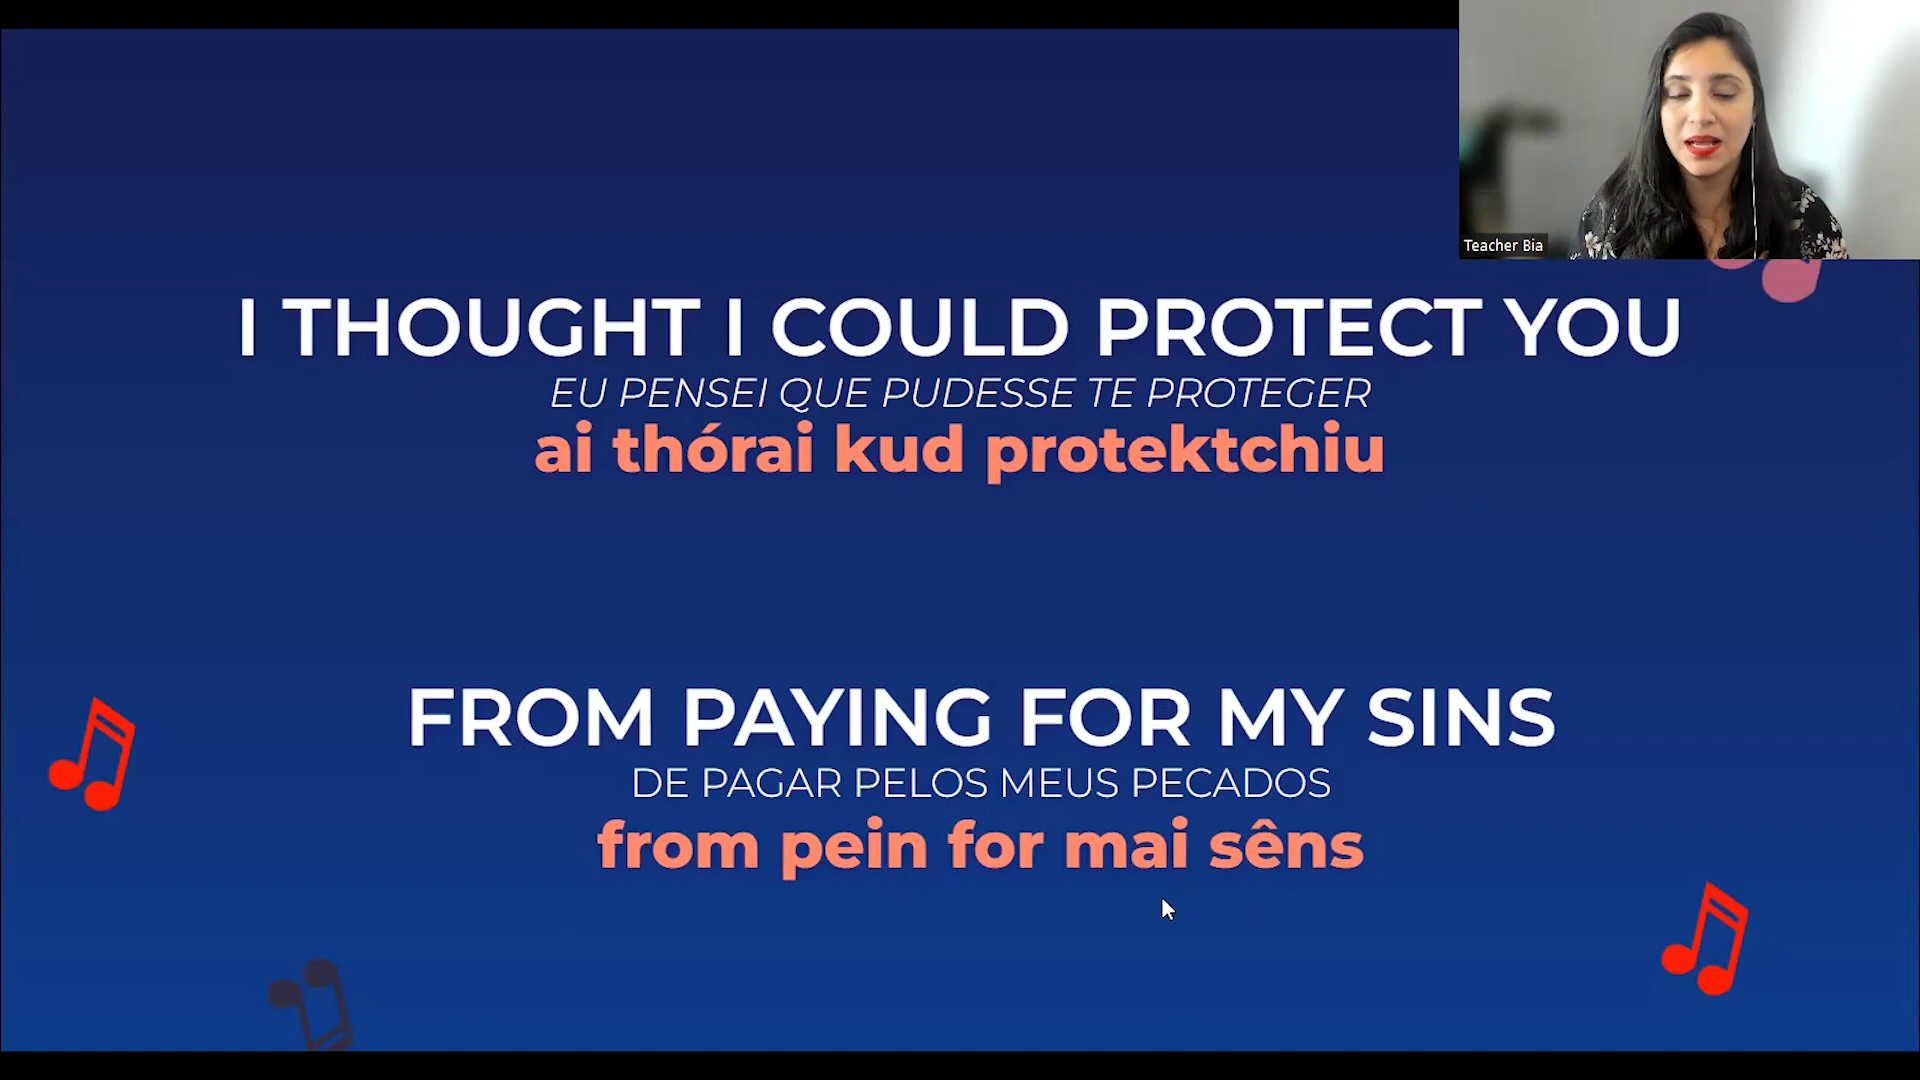 Teacher Bia
I THOUGHT I COULD PROTECT YOU
EU PENSEI QUE PUDESSE TE PROTEGER
ai thórai kud protektchiu
FROM PAYING FOR MY SINS
DE PAGAR PELOS MEUS PECADOS
from pein for mai sêns